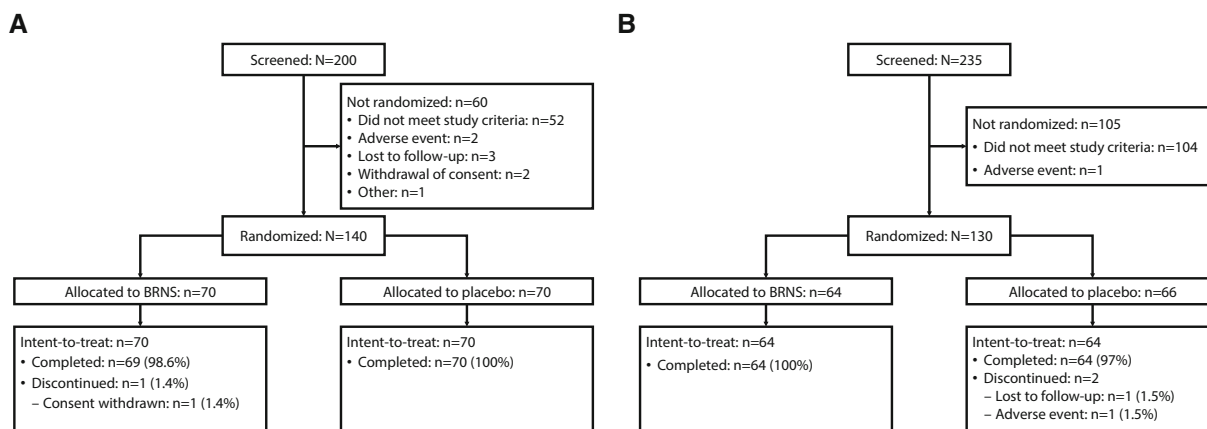 A
Screened: N=200
Not randomized: n=60
• Did not meet study criteria: n=52
• Adverse event: n=2
• Lost to follow-up: n=3
• Withdrawal of consent: n=2
• Other: n=1
Randomized: N=140
Allocated to BRNS: n=70
Allocated to placebo: n=70
Intent-to-treat: n=70
• Completed: n=69 (98.6%)
• Discontinued: n=1 (1.4%)
– Consent withdrawn: n=1 (1.4%)
Intent-to-treat: n=70
• Completed: n=70 (100%)
B
Screened: N=235
Not randomized: n=105
• Did not meet study criteria: n=104
• Adverse event: n=1
Randomized: N=130
Allocated to BRNS: n=64
Allocated to placebo: n=66
Intent-to-treat: n=64
• Completed: n=64 (100%)
Intent-to-treat: n=64
• Completed: n=64 (97%)
• Discontinued: n=2
– Lost to follow-up: n=1 (1.5%)
– Adverse event: n=1 (1.5%)